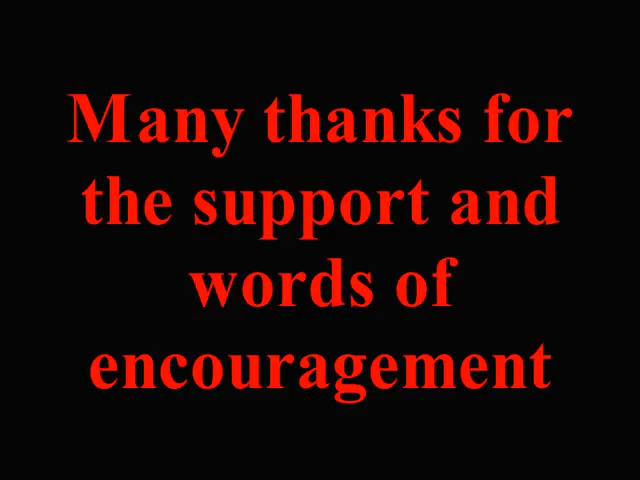 Many thanks for
the support and
words of
encouragement